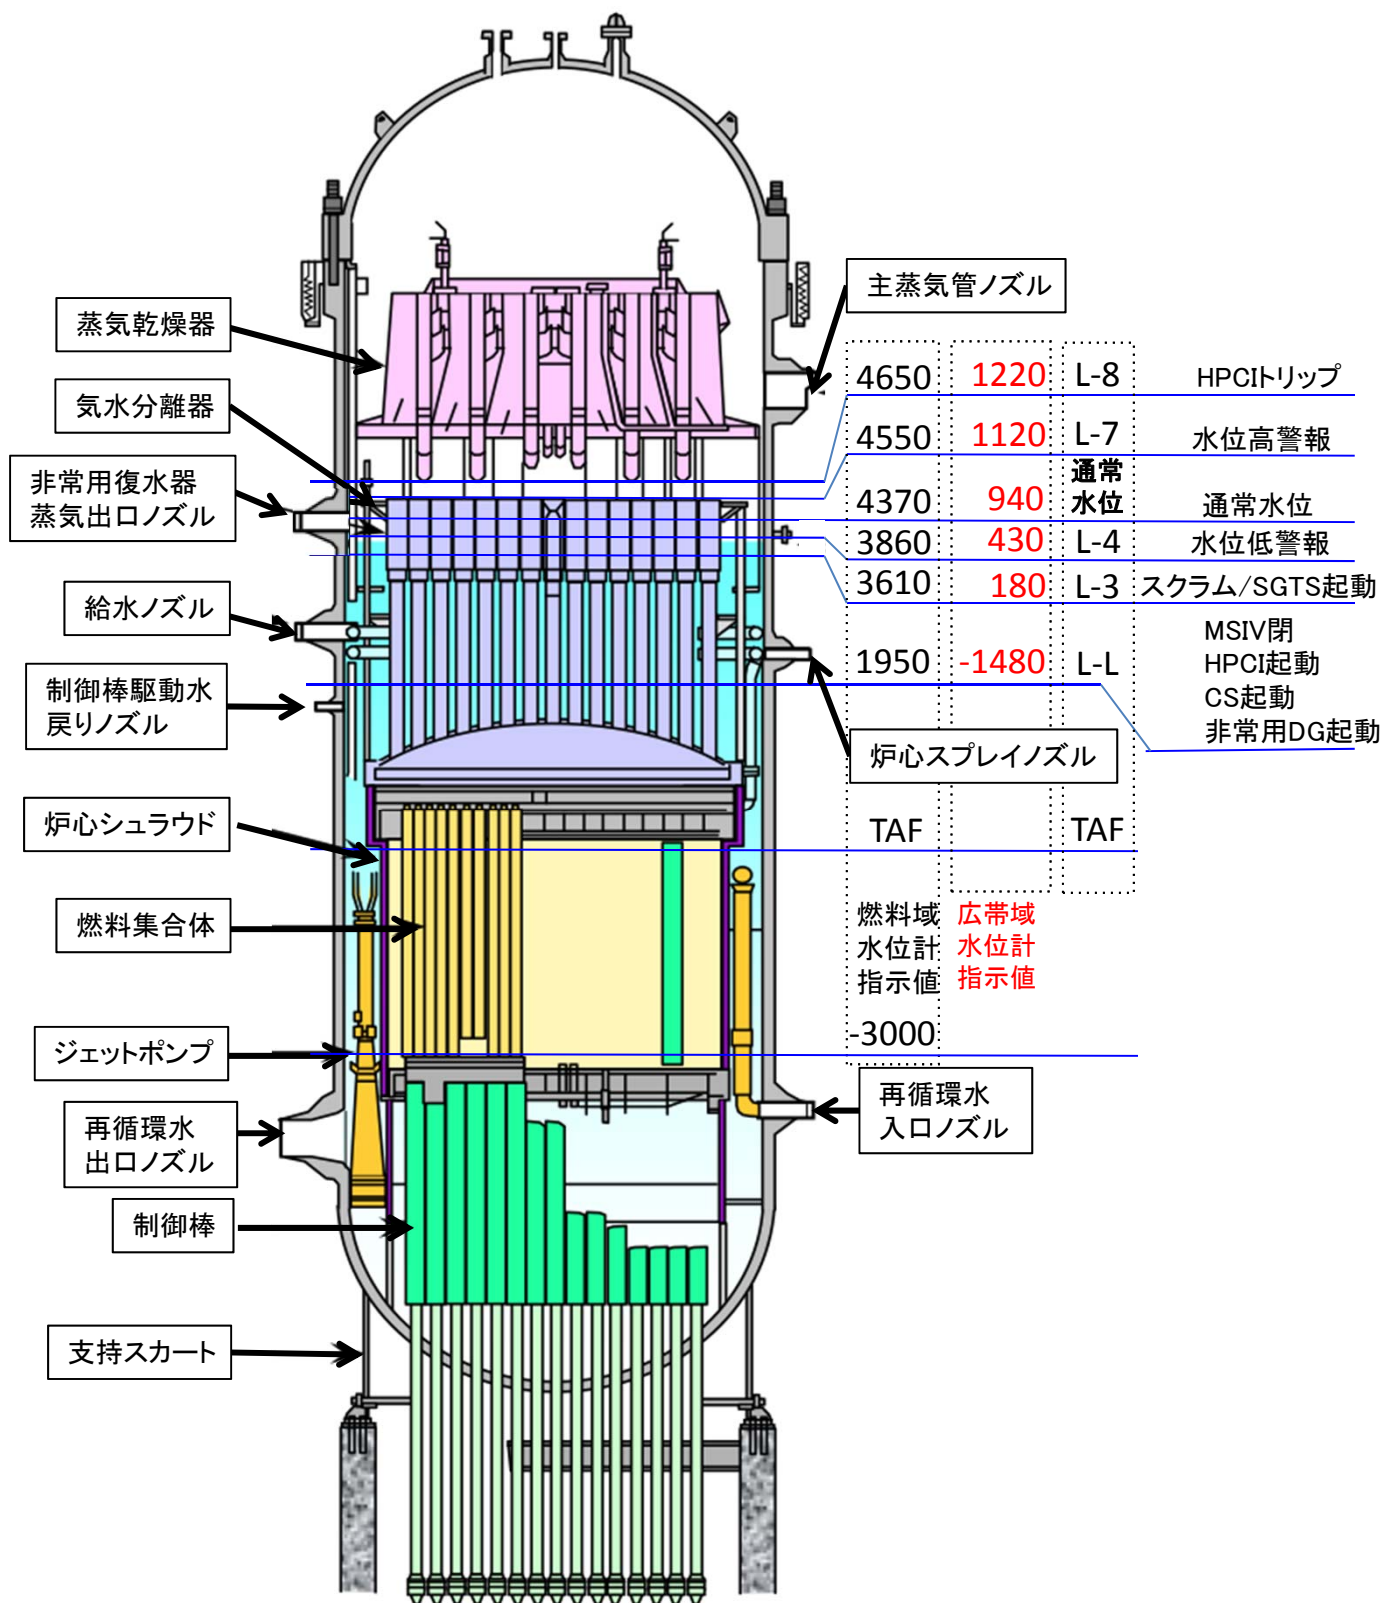 主蒸気管ノズル
蒸気乾燥器
気水分離器
非常用復水器
蒸気出口ノズル
給水ノズル
制御棒駆動水
戻りノズル
炉心シュラウド
燃料集合体
ジェットポンプ
再循環水
出口ノズル
制御棒
支持スカート
4650 1220 L-8 HPCIトリップ
4550 1120 L-7 水位高警報
通常
水位
4370 940 通常水位
3860 430 L-4 水位低警報
3610 180 L-3 スクラム/SGTS起動
1950 -1480 L-L
MSIV閉
HPCI起動
CS起動
非常用DG起動
炉心スプレイノズル
TAF TAF
燃料域
水位計
指示値
広帯域
水位計
指示値
-3000
再循環水
入口ノズル